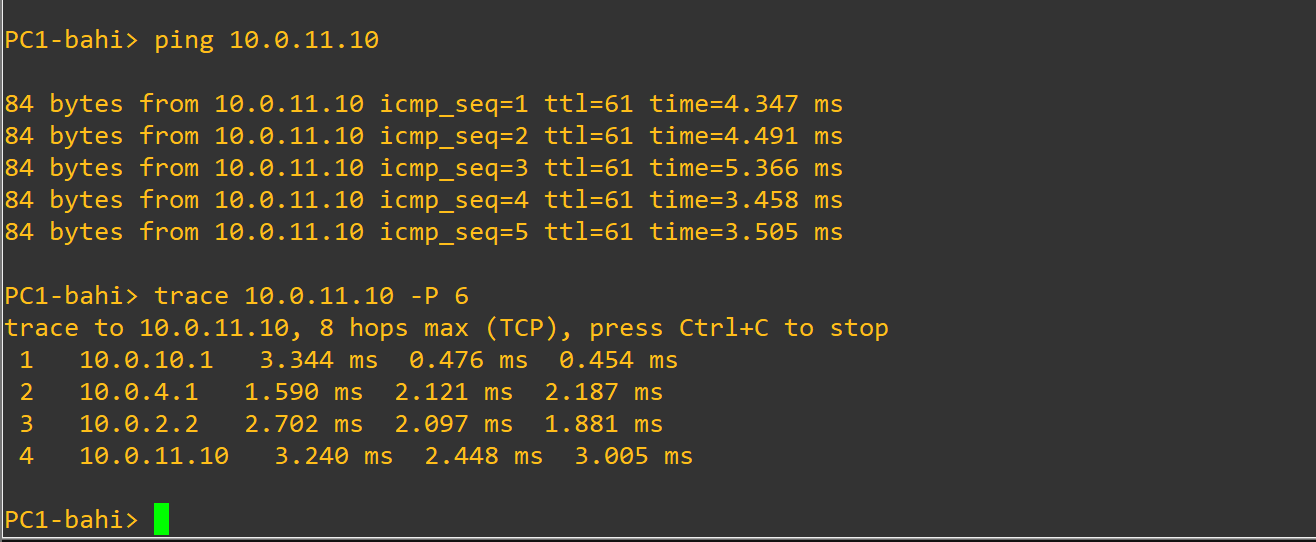 PC1-bahi> ping 10.0.11.10
84 bytes from 10.0.11.10 icmp_seq=1 ttl=61 time=4.347 ms
84 bytes from 10.0.11.10 icmp_seq=2 ttl=61 time=4.491 ms
84 bytes from 10.0.11.10 icmp_seq=3 ttl=61 time=5.366 ms
84 bytes from 10.0.11.10 icmp_seq=4 ttl=61 time=3.458 ms
84 bytes from 10.0.11.10 icmp_seq=5 ttl=61 time=3.505 ms
PC1-bahi> trace 10.0.11.10 -P 6
trace to 10.0.11.10, 8 hops max (TCP), press Ctrl+C to stop
1   10.0.10.1   3.344 ms  0.476 ms  0.454 ms
2   10.0.4.1   1.590 ms  2.121 ms  2.187 ms
3   10.0.2.2   2.702 ms  2.097 ms  1.881 ms
4   10.0.11.10   3.240 ms  2.448 ms  3.005 ms
PC1-bahi>